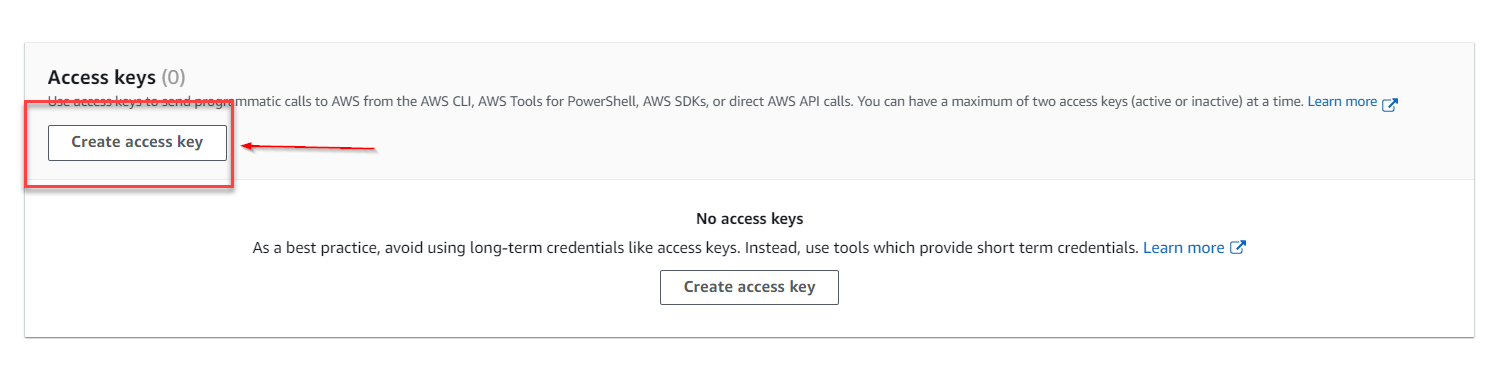 Access keys (0)
Use access keys to send programmatic calls to AWS from the AWS CLI, AWS Tools for PowerShell, AWS SDKs, or direct AWS API calls. You can have a maximum of two access keys (active or inactive) at a time. Learn more
Create access key
No access keys
As a best practice, avoid using long-term credentials like access keys. Instead, use tools which provide short term credentials. Learn more
Create access key